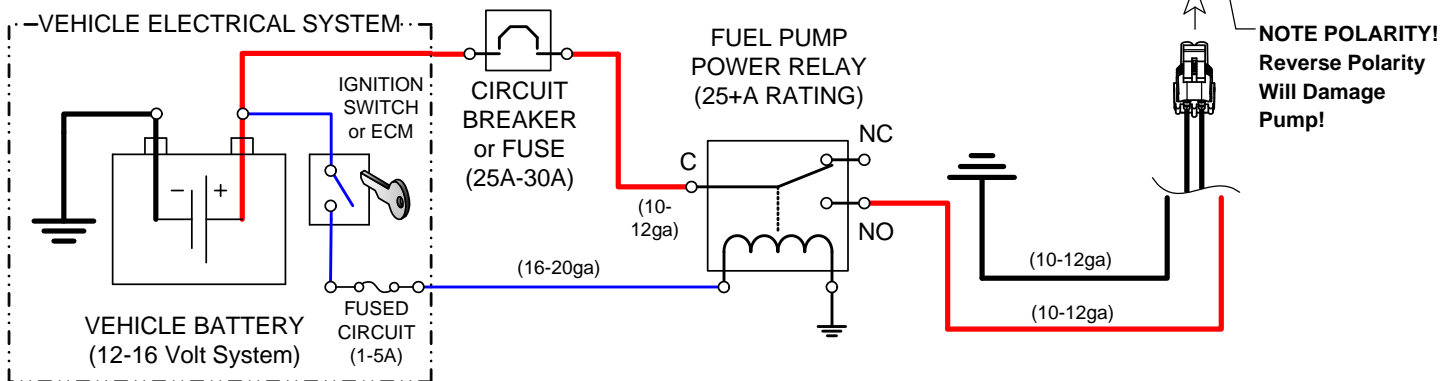 VEHICLE ELECTRICAL SYSTEM
IGNITION
SWITCH
or ECM
CIRCUIT
BREAKER
or FUSE
(25A-30A)
FUEL PUMP
POWER RELAY
(25+A RATING)
NOTE POLARITY!
Reverse Polarity
Will Damage
Pump!
NC
C
- +
(10-
12ga)
NO
(16-20ga)
(10-12ga)
(10-12ga)
FUSED
CIRCUIT
(1-5A)
VEHICLE BATTERY
(12-16 Volt System)